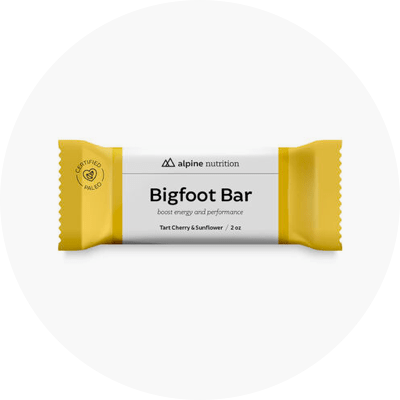 alpine nutrition
CERTIFIED
PALEO
Bigfoot Bar
boost energy and performance
Tart Cherry & Sunflower / 2 oz